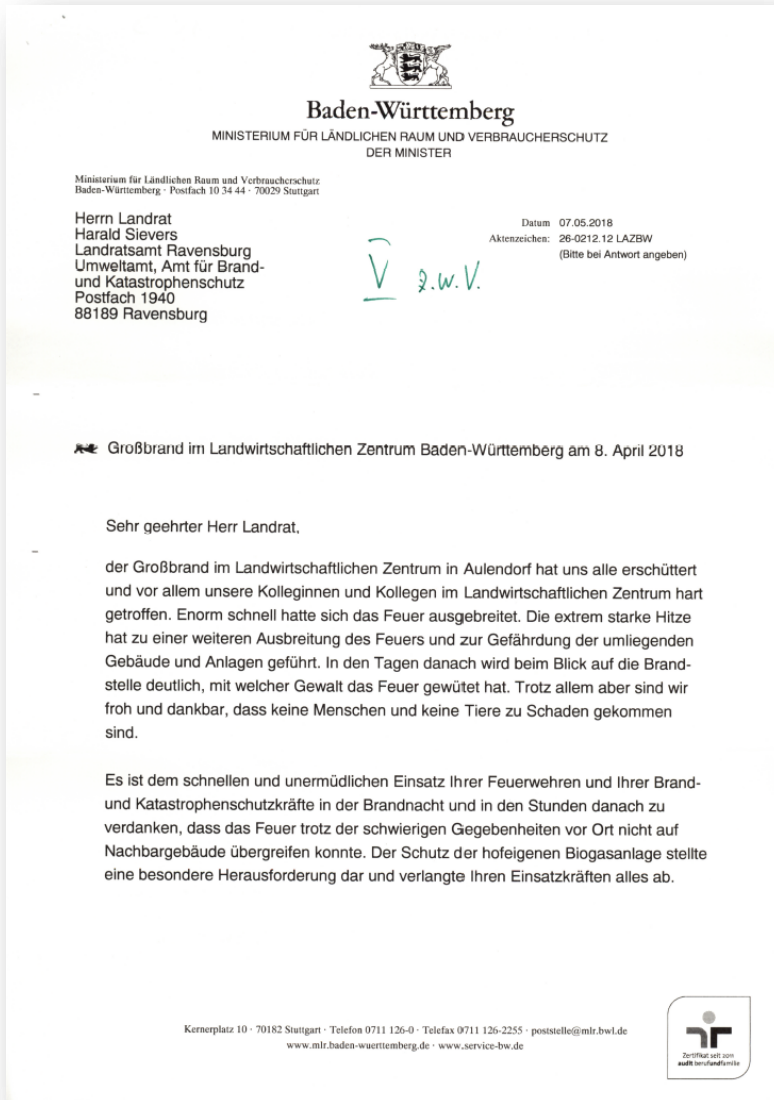 Baden-Württemberg
MINISTERIUM FÜR LÄNDLICHEN RAUM UND VERBRAUCHERSCHUTZ
DER MINISTER
Ministerium für Ländlichen Raum und Verbraucherschutz
Baden-Württemberg · Postfach 10 34 44 · 70029 Stuttgart
Herrn Landrat
Harald Sievers
Landratsamt Ravensburg
Umweltamt, Amt für Brand-
und Katastrophenschutz
Postfach 1940
88189 Ravensburg
Datum 07.05.2018
Aktenzeichen: 26-0212.12 LAZBW
(Bitte bei Antwort angeben)
V z.w.V.
Großbrand im Landwirtschaftlichen Zentrum Baden-Württemberg am 8. April 2018
Sehr geehrter Herr Landrat,
der Großbrand im Landwirtschaftlichen Zentrum in Aulendorf hat uns alle erschüttert
und vor allem unsere Kolleginnen und Kollegen im Landwirtschaftlichen Zentrum hart
getroffen. Enorm schnell hatte sich das Feuer ausgebreitet. Die extrem starke Hitze
hat zu einer weiteren Ausbreitung des Feuers und zur Gefährdung der umliegenden
Gebäude und Anlagen geführt. In den Tagen danach wird beim Blick auf die Brand-
stelle deutlich, mit welcher Gewalt das Feuer gewütet hat. Trotz allem aber sind wir
froh und dankbar, dass keine Menschen und keine Tiere zu Schaden gekommen
sind.
Es ist dem schnellen und unermüdlichen Einsatz Ihrer Feuerwehren und Ihrer Brand-
und Katastrophenschutzkräfte in der Brandnacht und in den Stunden danach zu
verdanken, dass das Feuer trotz der schwierigen Gegebenheiten vor Ort nicht auf
Nachbargebäude übergreifen konnte. Der Schutz der hofeigenen Biogasanlage stellte
eine besondere Herausforderung dar und verlangte Ihren Einsatzkräften alles ab.
Kernerplatz 10 · 70182 Stuttgart · Telefon 0711 126-0 · Telefax 0711 126-2255 · poststelle@mlr.bwl.de
www.mlr.baden-wuerttemberg.de · www.service-bw.de
Zertifikat seit 2011
audit berufundfamilie